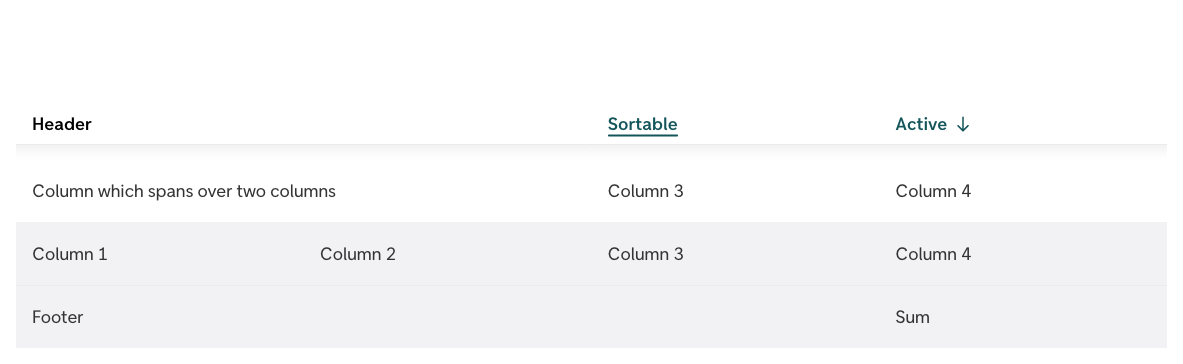 Header Sortable Active ↓
Column which spans over two columns Column 3 Column 4
Column 1 Column 2 Column 3 Column 4
Footer Sum